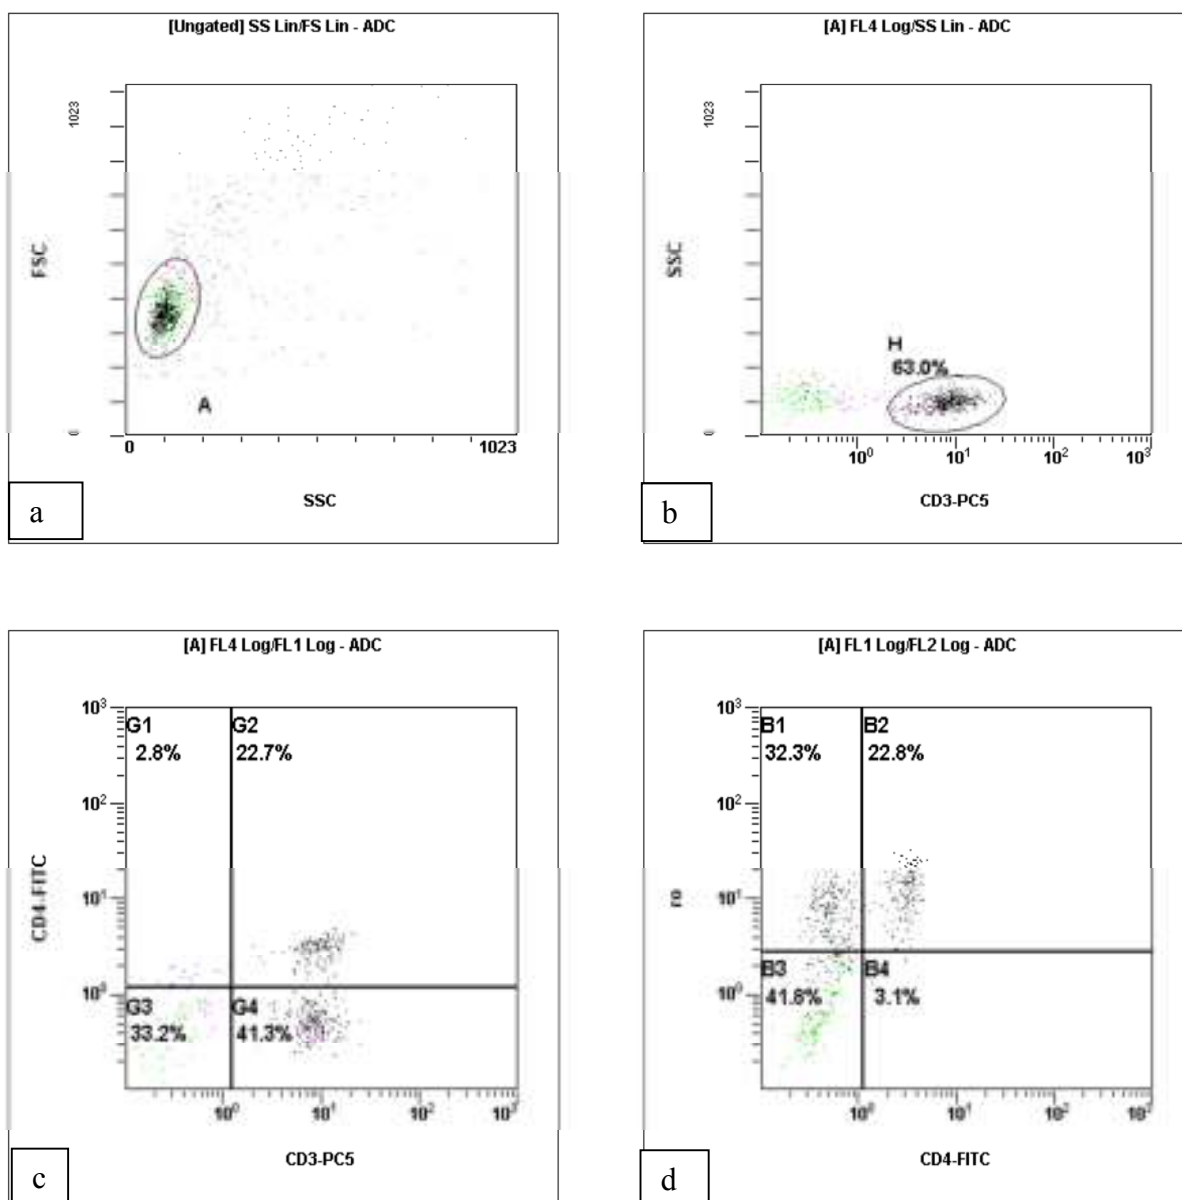 [Ungated] SS Lin/FS Lin - ADC
1023
FSC
A
0
0
1023
SSC
a
[A] FL4 Log/SS Lin - ADC
1023
SSC
H
63.0%
0
10⁰ 10¹ 10² 10³
CD3-PC5
b
[A] FL4 Log/FL1 Log - ADC
10³
G1
2.8%
G2
22.7%
10²
CD4-FITC
10¹
10⁰
G3
33.2%
G4
41.3%
10⁰ 10¹ 10² 10³
CD3-PC5
c
[A] FL1 Log/FL2 Log - ADC
10³
B1
32.3%
B2
22.8%
10²
10¹
10⁰
B3
41.8%
B4
3.1%
10⁰ 10¹ 10² 10³
CD4-FITC
d